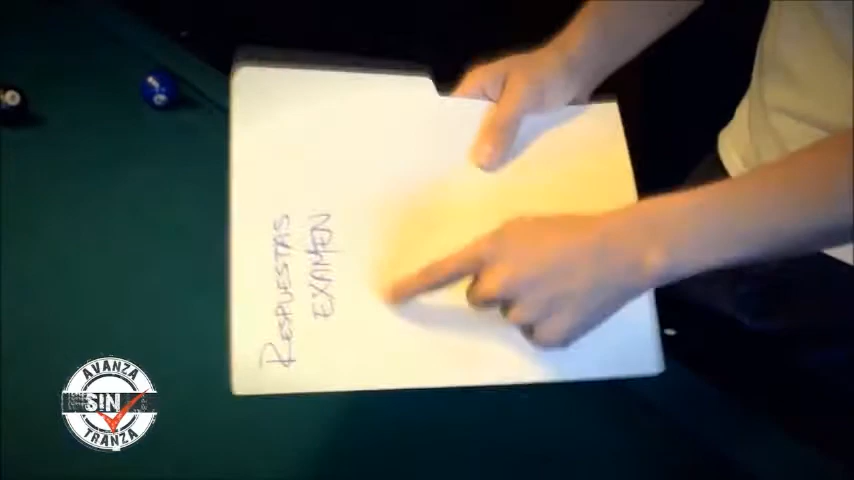 RESPUESTAS
EXAMEN
AVANZA
SIN
TRANZA